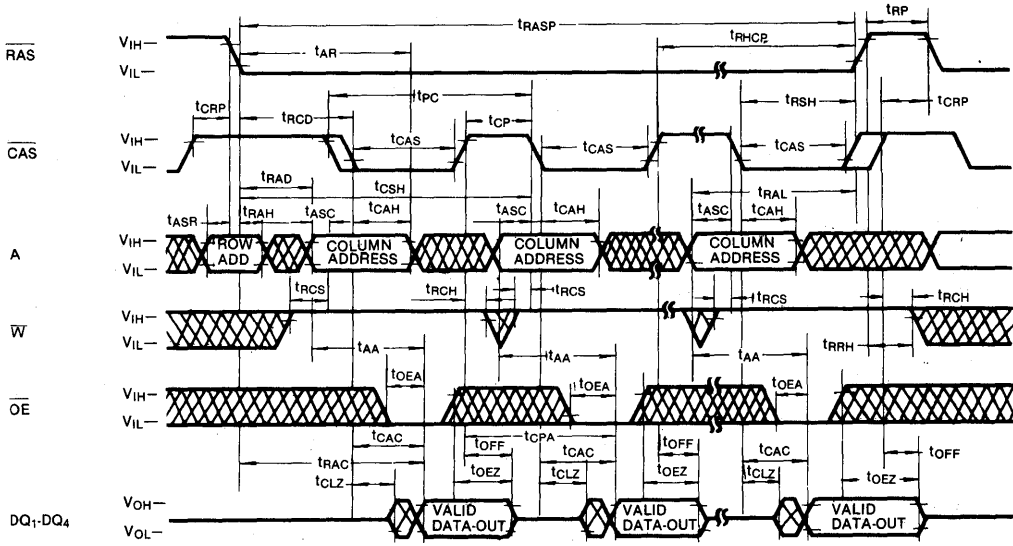 tRASP
tRP
RAS
VIH—
VIL—
tAR
tRHCP
tPC
tCRP
tRCD
tCP
tRSH
tCRP
CAS
VIH—
VIL—
tCAS
tCAS
tCAS
tRAD
tCSH
tRAL
tASR
tRAH
tASC
tCAH
tASC
tCAH
tASC
tCAH
A
VIH—
VIL—
ROW
ADD
COLUMN
ADDRESS
COLUMN
ADDRESS
COLUMN
ADDRESS
tRCS
tRCH
tRCS
tRCS
tRCH
W
VIH—
VIL—
tAA
tAA
tAA
tRRH
tOEA
tOEA
tOEA
OE
VIH—
VIL—
tCAC
tCPA
tOFF
tCAC
tOFF
tCAC
tOFF
tRAC
tCLZ
tOEZ
tCLZ
tOEZ
tCLZ
tOEZ
DQ1-DQ4
VOH—
VOL—
VALID
DATA-OUT
VALID
DATA-OUT
VALID
DATA-OUT